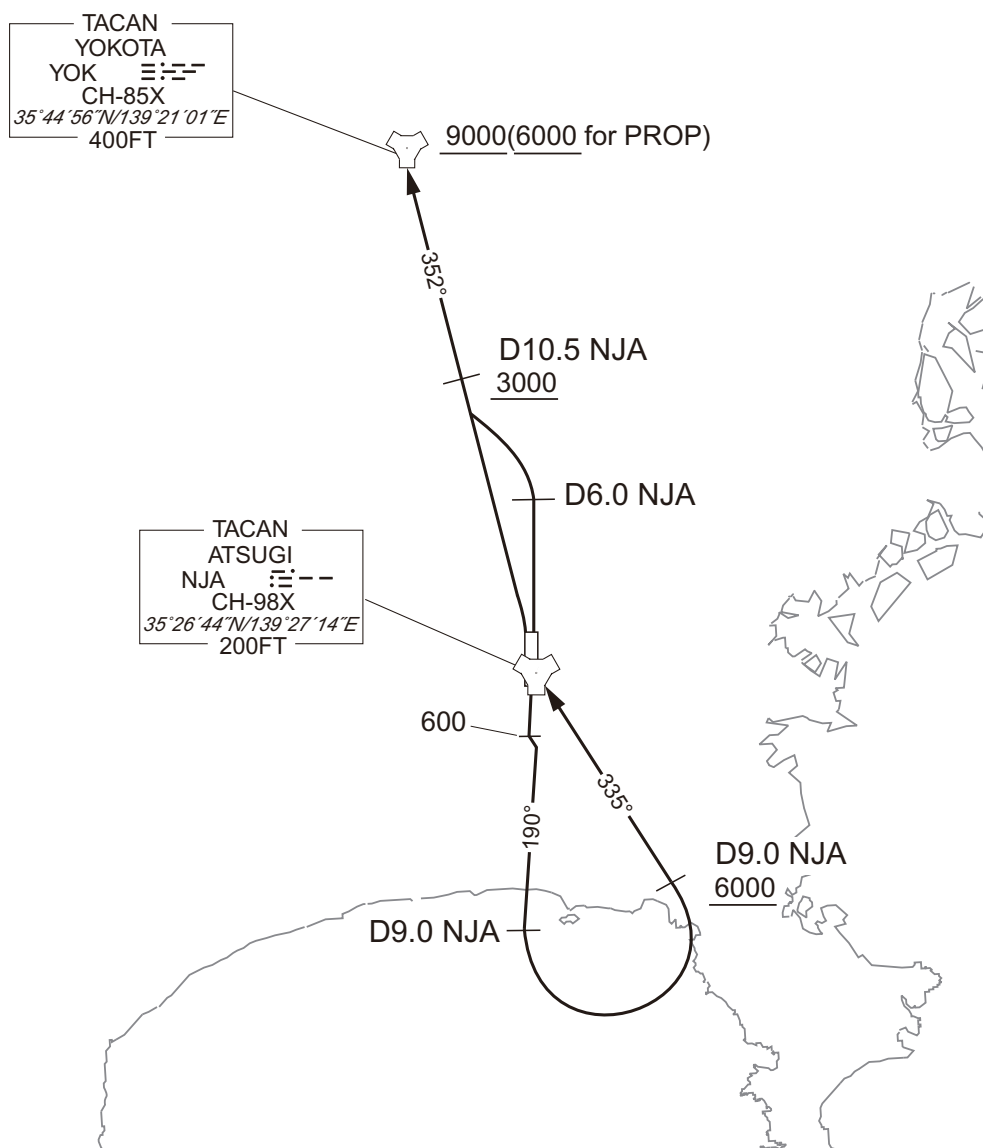 TACAN
YOKOTA
YOK
CH-85X
35°44´56˝N/139°21´01˝E
400FT
9000(6000 for PROP)
352°
D10.5 NJA
3000
D6.0 NJA
TACAN
ATSUGI
NJA
CH-98X
35°26´44˝N/139°27´14˝E
200FT
600
335°
190°
D9.0 NJA
6000
D9.0 NJA